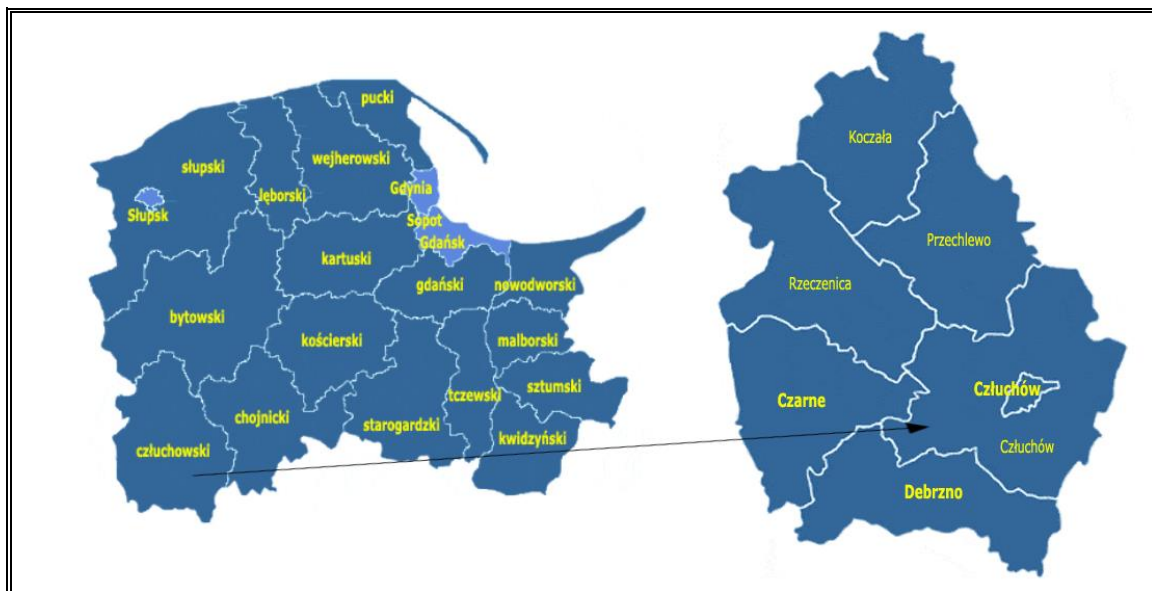 pucki
wejherowski
słupski
lęborski
Gdynia
Słupsk
Sopot
Gdańsk
kartuski
gdański
nowodworski
bytowski
kościerski
malborski
sztumski
tczewski
chojnicki
starogardzki
kwidzyński
człuchowski
Koczała
Przechlewo
Rzeczenica
Człuchów
Czarne
Człuchów
Debrzno